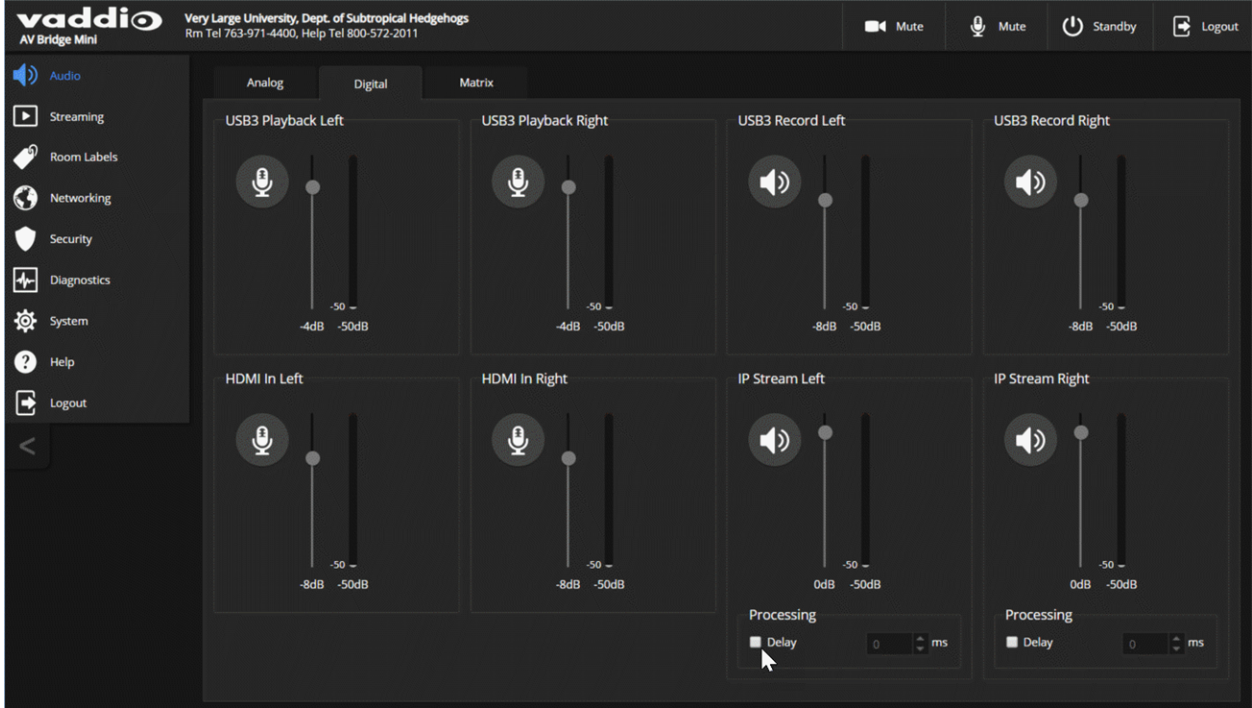 vaddio
AV Bridge Mini
Very Large University, Dept. of Subtropical Hedgehogs
Rm Tel 763-971-4400, Help Tel 800-572-2011
Mute
Mute
Standby
Logout
Audio
Streaming
Room Labels
Networking
Security
Diagnostics
System
Help
Logout
<
Analog Digital Matrix
USB3 Playback Left
-50
-4dB -50dB
USB3 Playback Right
-50
-4dB -50dB
USB3 Record Left
-50
-8dB -50dB
USB3 Record Right
-50
-8dB -50dB
HDMI In Left
-50
-8dB -50dB
HDMI In Right
-50
-8dB -50dB
IP Stream Left
-50
0dB -50dB
Processing
Delay 0 ms
IP Stream Right
-50
0dB -50dB
Processing
Delay 0 ms